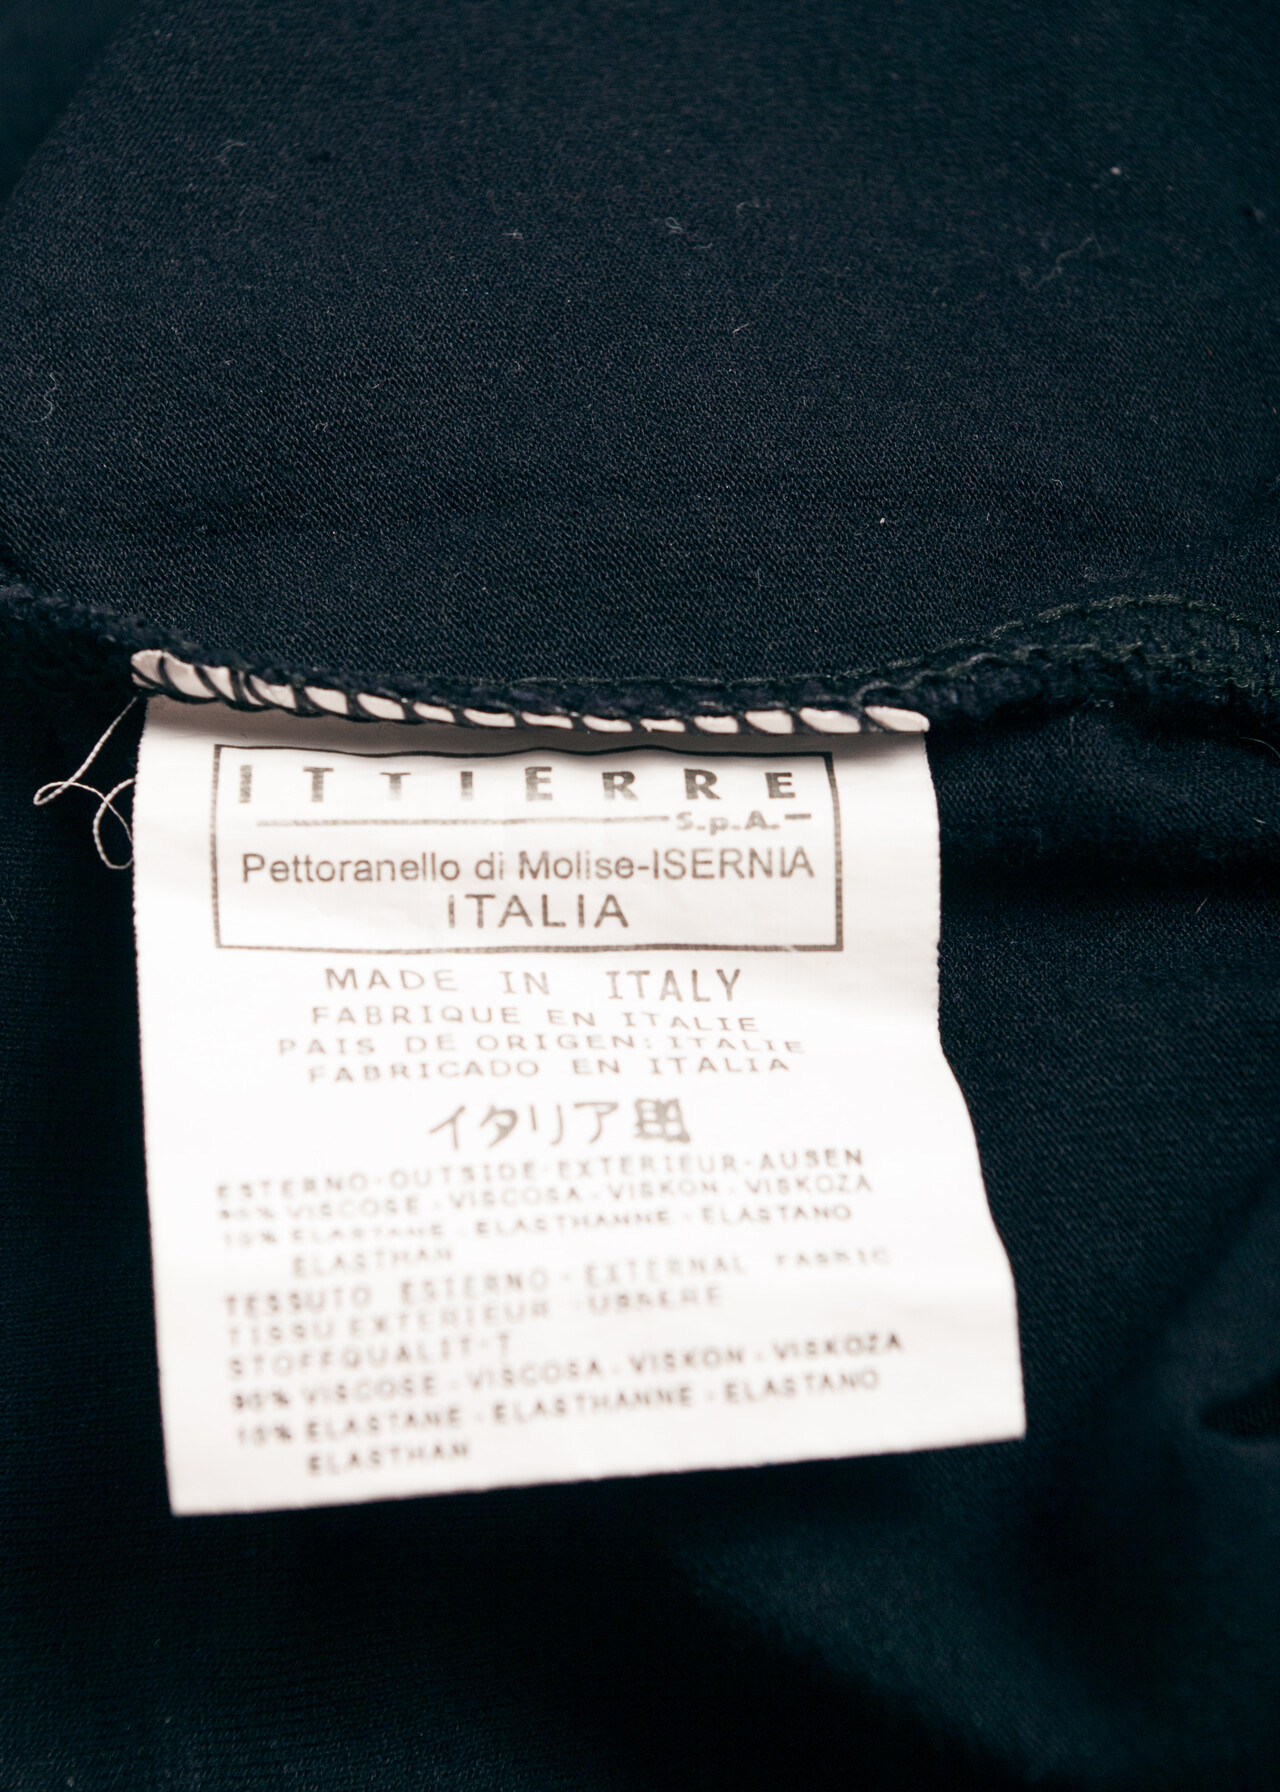 ITTIERRE
S.p.A.
Pettoranello di Molise-ISERNIA
ITALIA
MADE IN ITALY
FABRIQUE EN ITALIE
PAIS DE ORIGEN: ITALIE
FABRICADO EN ITALIA
イタリア
ESTERNO-OUTSIDE-EXTERIEUR-AUSEN
90% VISCOSE - VISCOSA - VISKON - VISKOZA
10% ELASTANE - ELASTHANNE - ELASTANO
ELASTHAN
TESSUTO ESTERNO - EXTERNAL FABRIC
TISSU EXTERIEUR -
STOFFQUALIT-T
90% VISCOSE - VISCOSA - VISKON - VISKOZA
10% ELASTANE - ELASTHANNE - ELASTANO
ELASTHAN